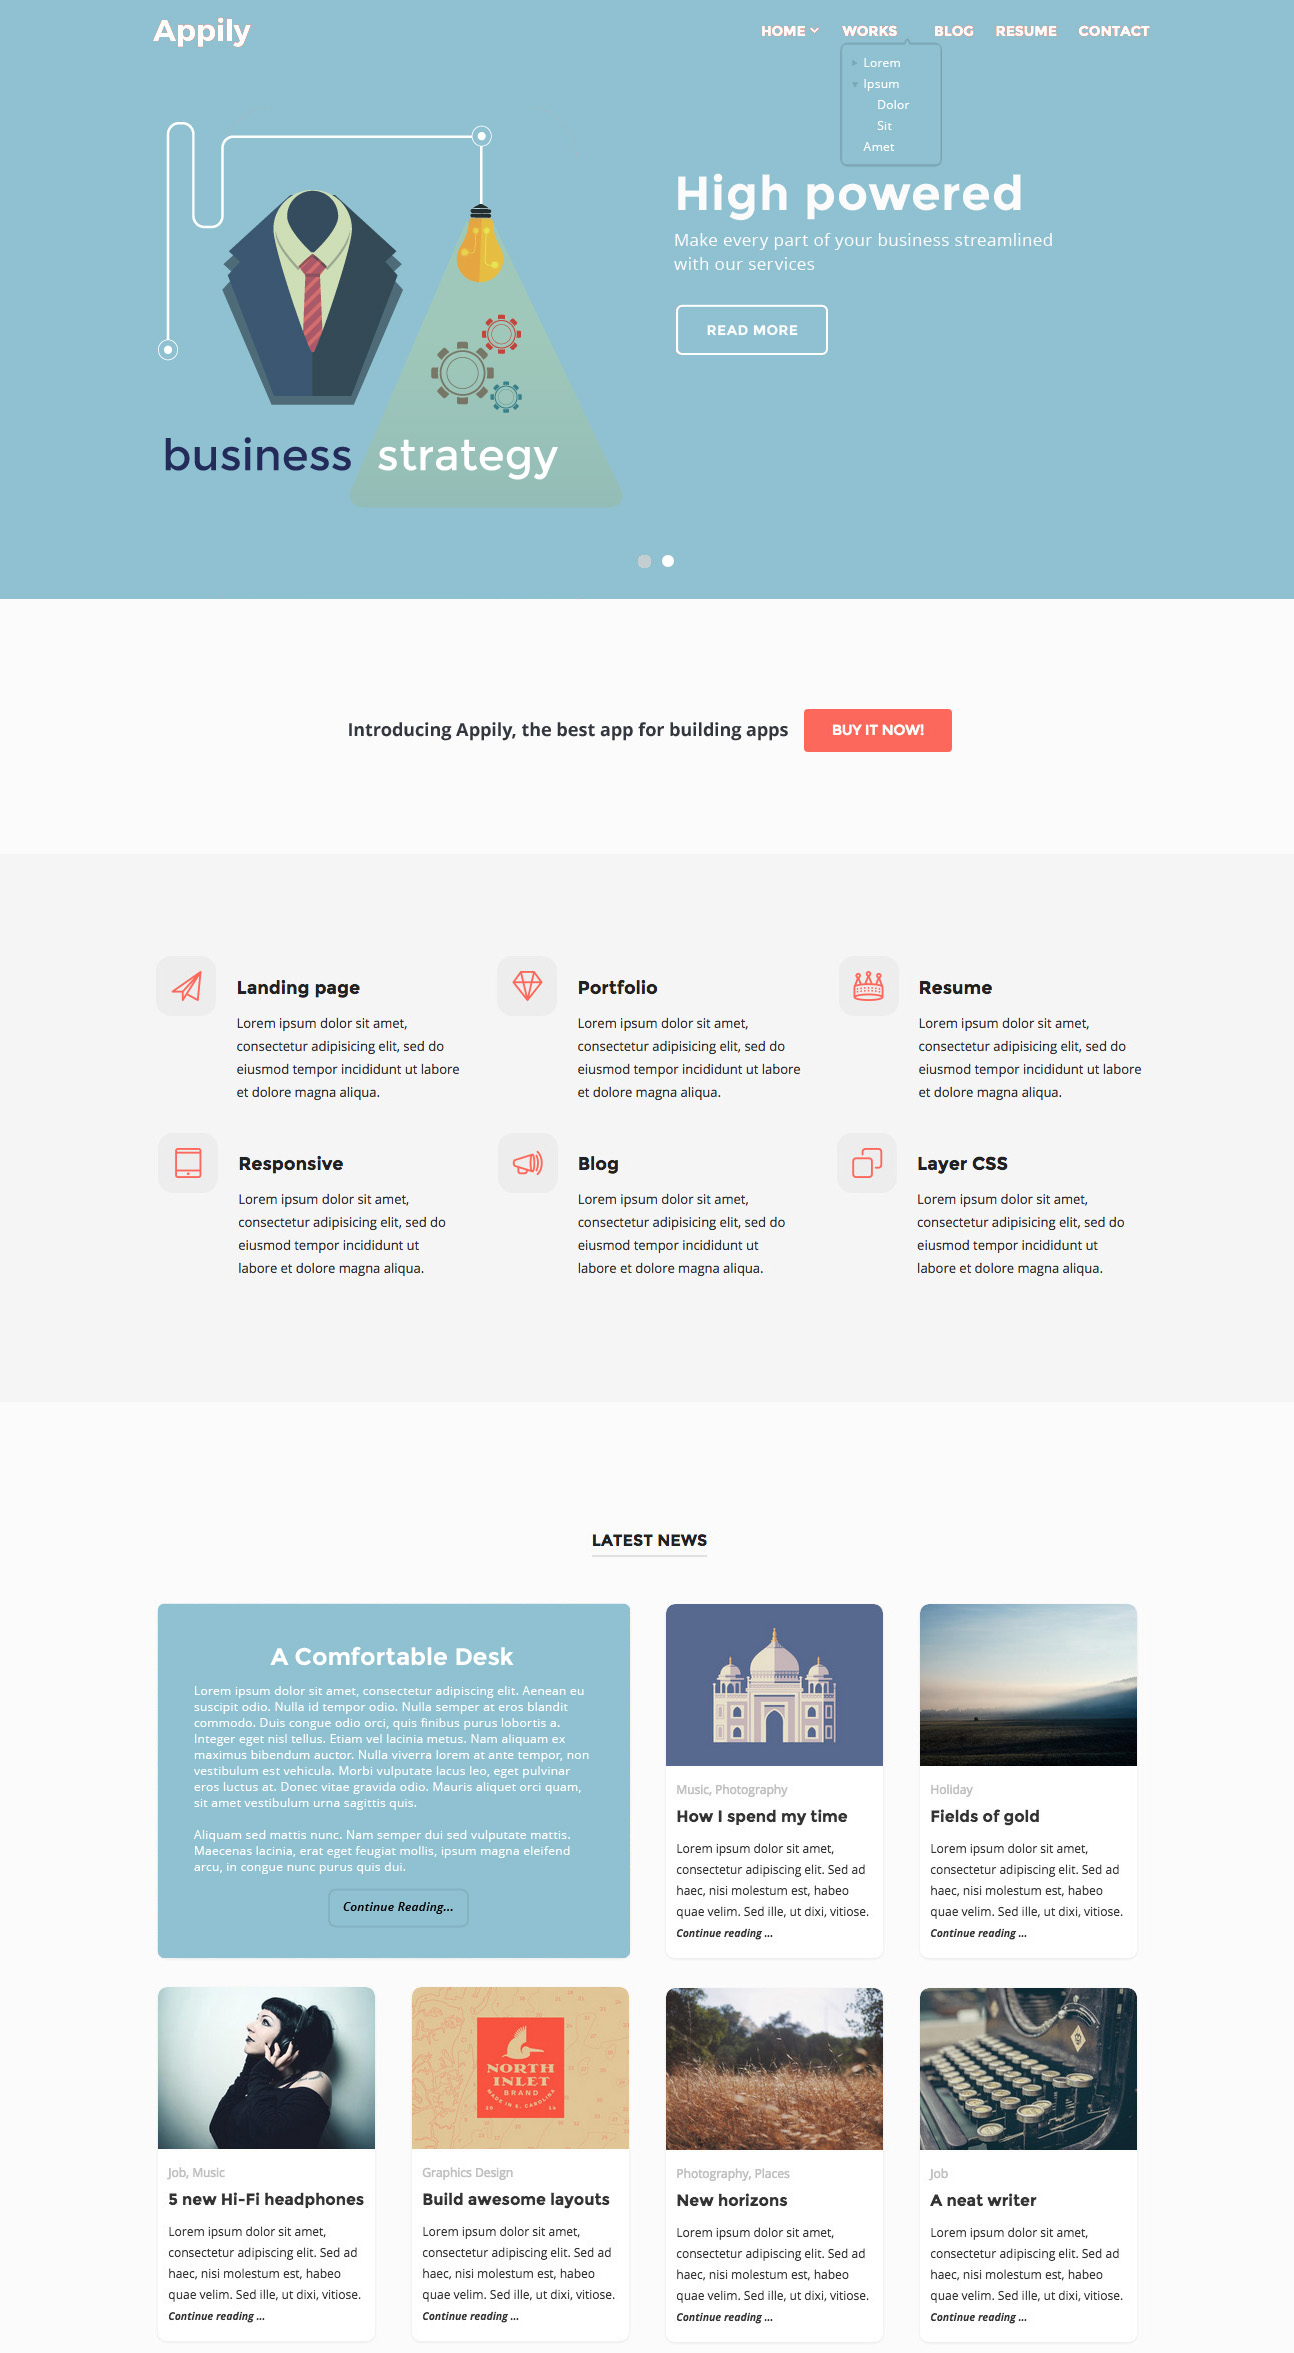 Appily
HOME
WORKS
BLOG
RESUME
CONTACT
Lorem
Ipsum
Dolor
Sit
Amet
High powered
Make every part of your business streamlined
with our services
READ MORE
business strategy
Introducing Appily, the best app for building apps
BUY IT NOW!
Landing page
Lorem ipsum dolor sit amet,
consectetur adipisicing elit, sed do
eiusmod tempor incididunt ut labore
et dolore magna aliqua.
Portfolio
Lorem ipsum dolor sit amet,
consectetur adipisicing elit, sed do
eiusmod tempor incididunt ut labore
et dolore magna aliqua.
Resume
Lorem ipsum dolor sit amet,
consectetur adipisicing elit, sed do
eiusmod tempor incididunt ut labore
et dolore magna aliqua.
Responsive
Lorem ipsum dolor sit amet,
consectetur adipisicing elit, sed do
eiusmod tempor incididunt ut
labore et dolore magna aliqua.
Blog
Lorem ipsum dolor sit amet,
consectetur adipisicing elit, sed do
eiusmod tempor incididunt ut
labore et dolore magna aliqua.
Layer CSS
Lorem ipsum dolor sit amet,
consectetur adipisicing elit, sed do
eiusmod tempor incididunt ut
labore et dolore magna aliqua.
LATEST NEWS
A Comfortable Desk
Lorem ipsum dolor sit amet, consectetur adipiscing elit. Aenean eu
suscipit odio. Nulla id tempor odio. Nulla semper at eros blandit
commodo. Duis congue odio orci, quis finibus purus lobortis a.
Integer eget nisl tellus. Etiam vel lacinia metus. Nam aliquam ex
maximus bibendum auctor. Nulla viverra lorem at ante tempor, non
vestibulum est vehicula. Morbi vulputate lacus leo, eget pulvinar
eros luctus at. Donec vitae gravida odio. Mauris aliquet orci quam,
sit amet vestibulum urna sagittis quis.
Aliquam sed mattis nunc. Nam semper dui sed vulputate mattis.
Maecenas lacinia, erat eget feugiat mollis, ipsum magna eleifend
arcu, in congue nunc purus quis dui.
Continue Reading...
Music, Photography
How I spend my time
Lorem ipsum dolor sit amet,
consectetur adipiscing elit. Sed ad
haec, nisi molestum est, habeo
quae velim. Sed ille, ut dixi, vitiose.
Continue reading ...
Holiday
Fields of gold
Lorem ipsum dolor sit amet,
consectetur adipiscing elit. Sed ad
haec, nisi molestum est, habeo
quae velim. Sed ille, ut dixi, vitiose.
Continue reading ...
Job, Music
5 new Hi-Fi headphones
Lorem ipsum dolor sit amet,
consectetur adipiscing elit. Sed ad
haec, nisi molestum est, habeo
quae velim. Sed ille, ut dixi, vitiose.
Continue reading ...
NORTH
INLET
BRAND
MADE IN S. CAROLINA
Graphics Design
Build awesome layouts
Lorem ipsum dolor sit amet,
consectetur adipiscing elit. Sed ad
haec, nisi molestum est, habeo
quae velim. Sed ille, ut dixi, vitiose.
Continue reading ...
Photography, Places
New horizons
Lorem ipsum dolor sit amet,
consectetur adipiscing elit. Sed ad
haec, nisi molestum est, habeo
quae velim. Sed ille, ut dixi, vitiose.
Continue reading ...
Job
A neat writer
Lorem ipsum dolor sit amet,
consectetur adipiscing elit. Sed ad
haec, nisi molestum est, habeo
quae velim. Sed ille, ut dixi, vitiose.
Continue reading ...